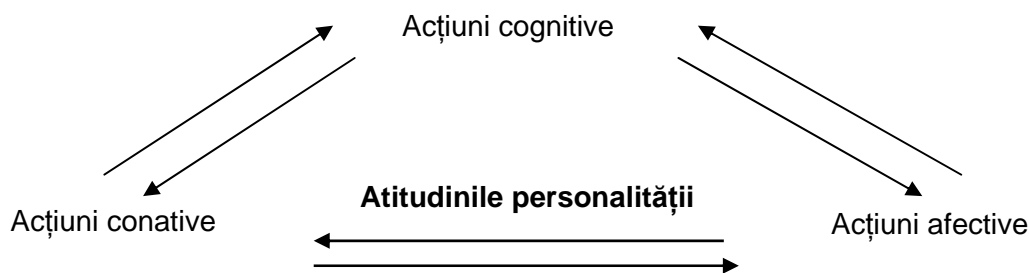 Acțiuni cognitive
Atitudinile personalității
Acțiuni conative
Acțiuni afective